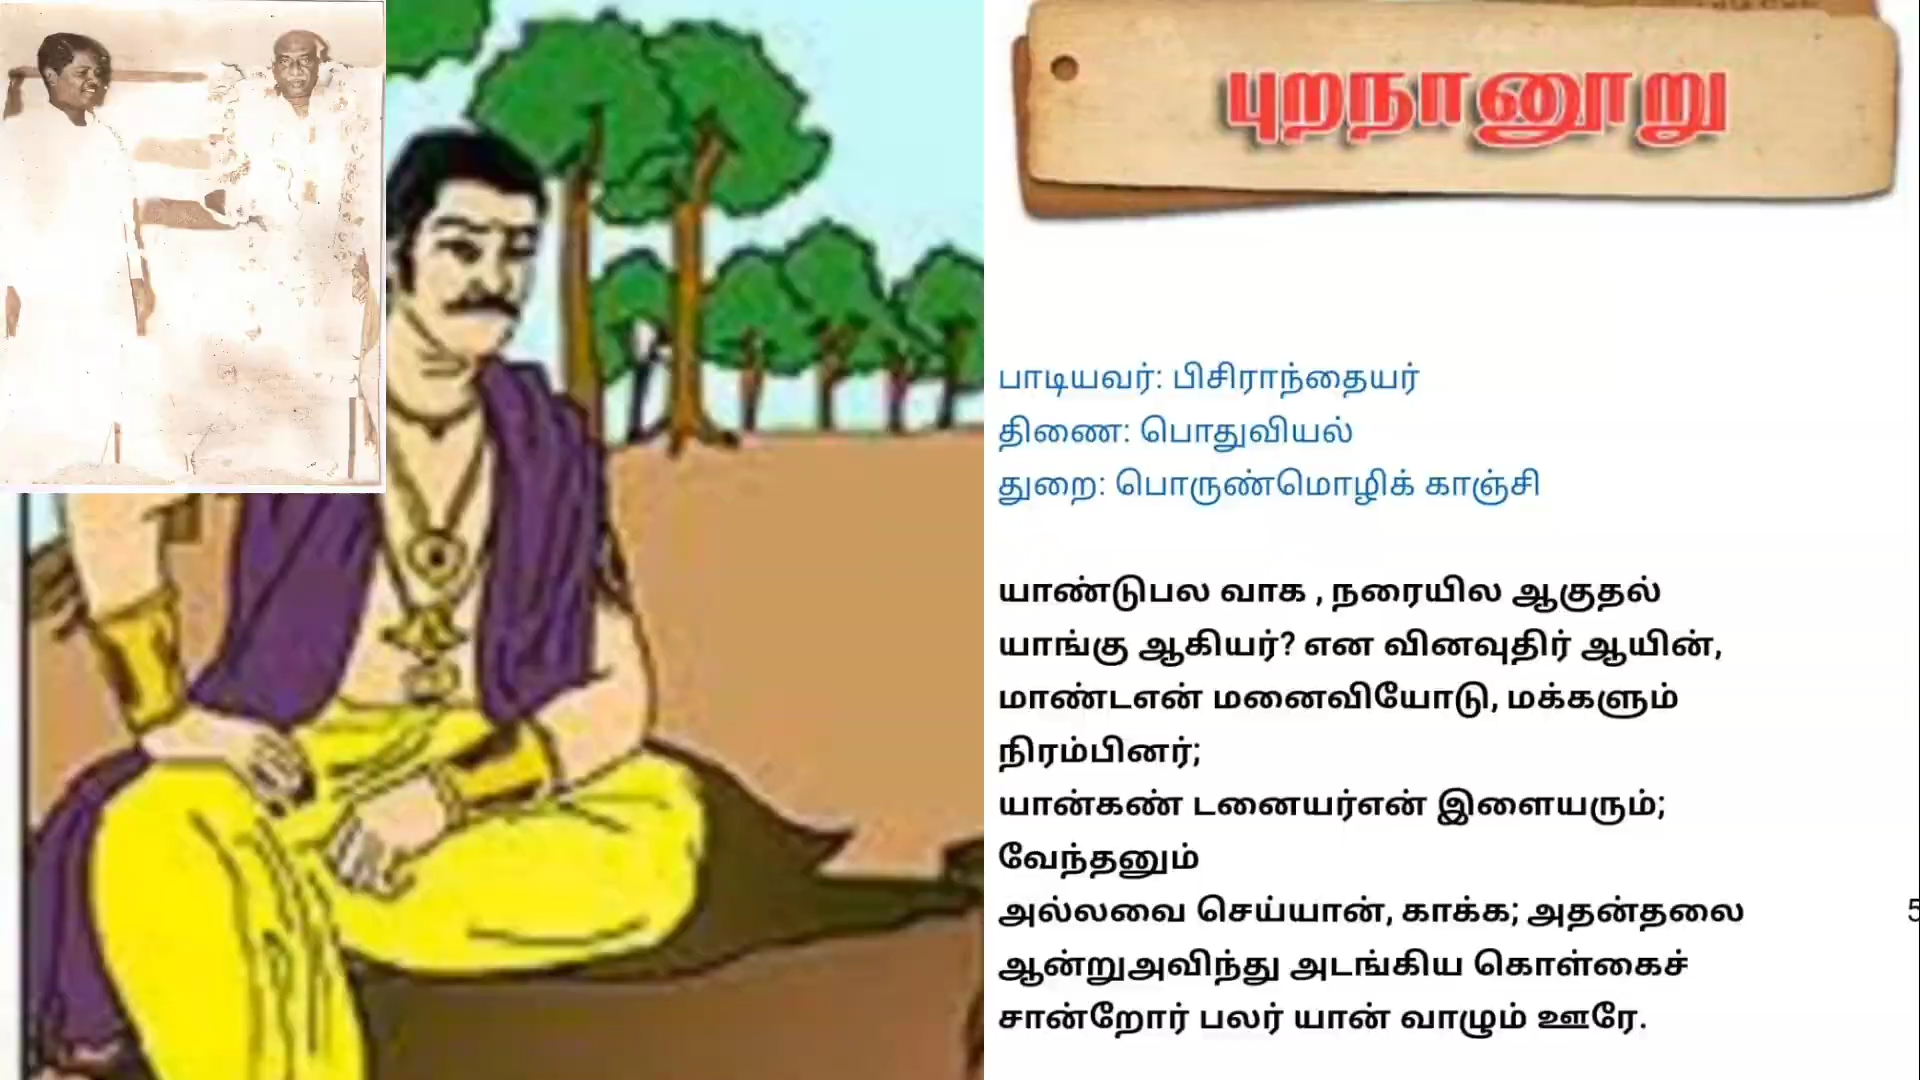 புறநானூறு
பாடியவர்: பிசிராந்தையர்
திணை: பொதுவியல்
துறை: பொருண்மொழிக் காஞ்சி
யாண்டுபல வாக , நரையில ஆகுதல்
யாங்கு ஆகியர்? என வினவுதிர் ஆயின்,
மாண்டஎன் மனைவியோடு, மக்களும்
நிரம்பினர்;
யான்கண் டனையர்என் இளையரும்;
வேந்தனும்
அல்லவை செய்யான், காக்க; அதன்தலை 5
ஆன்றுஅவிந்து அடங்கிய கொள்கைச்
சான்றோர் பலர் யான் வாழும் ஊரே.